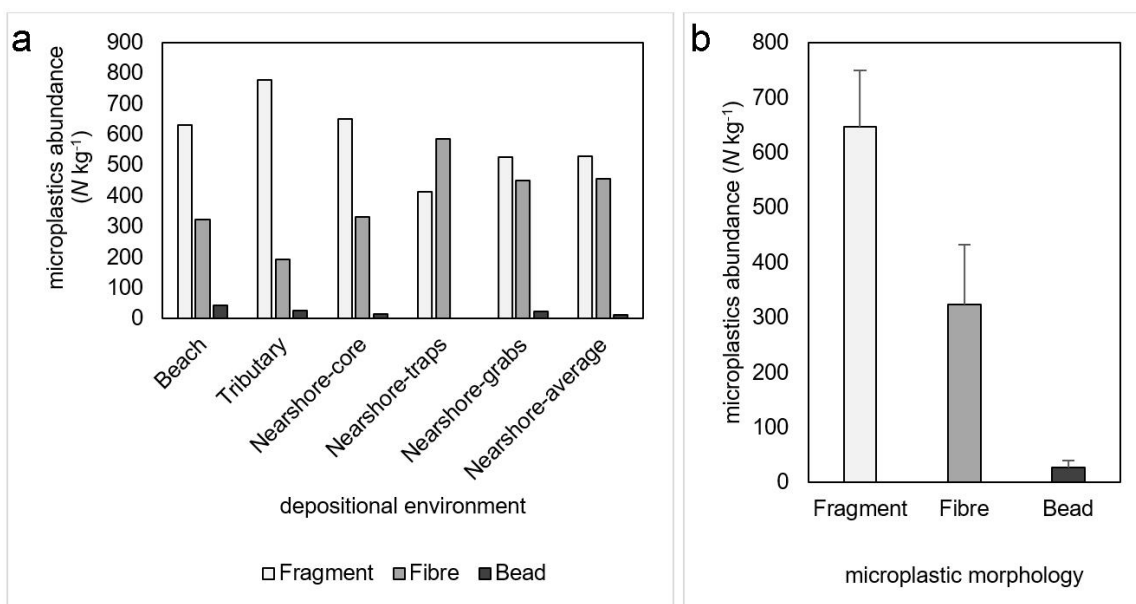 a
microplastics abundance
(N kg⁻¹)
900
800
700
600
500
400
300
200
100
0
Beach
Tributary
Nearshore-core
Nearshore-traps
Nearshore-grabs
Nearshore-average
depositional environment
Fragment Fibre Bead
b
microplastics abundance (N kg⁻¹)
800
700
600
500
400
300
200
100
0
Fragment Fibre Bead
microplastic morphology